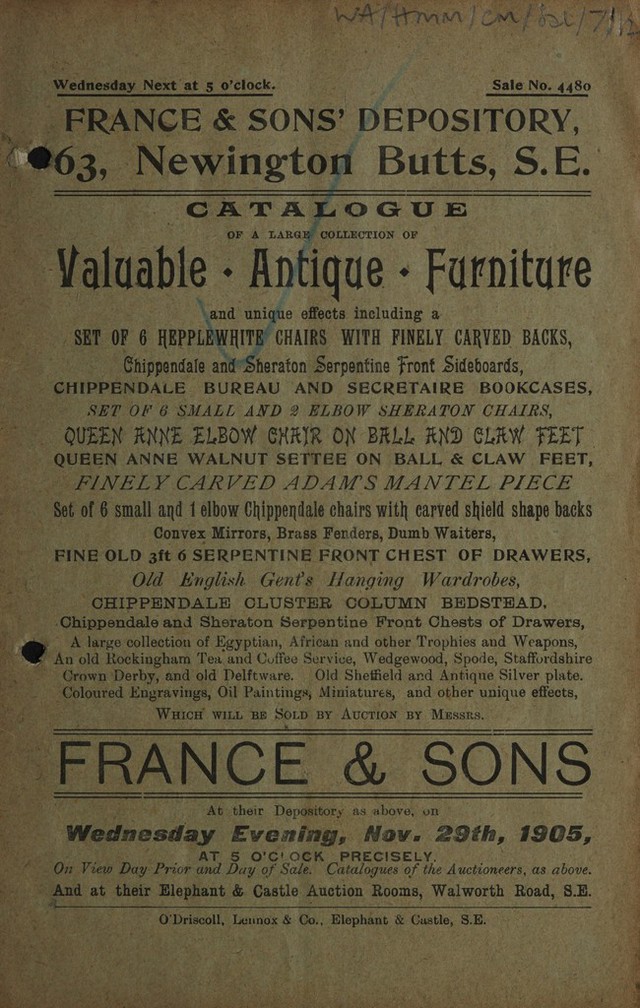 WA/HMM/CM/Sal/7/12
Wednesday Next at 5 o'clock. Sale No. 4480
FRANCE & SONS' DEPOSITORY,
63, Newington Butts, S.E.
CATALOGUE
OF A LARGE COLLECTION OF
Valuable · Antique · Furniture
and unique effects including a
SET OF 6 HEPPLEWHITE CHAIRS WITH FINELY CARVED BACKS,
Chippendale and Sheraton Serpentine Front Sideboards,
CHIPPENDALE BUREAU AND SECRETAIRE BOOKCASES,
SET OF 6 SMALL AND 2 ELBOW SHERATON CHAIRS,
QUEEN ANNE ELBOW CHAIR ON BALL AND CLAW FEET
QUEEN ANNE WALNUT SETTEE ON BALL & CLAW FEET,
FINELY CARVED ADAM'S MANTEL PIECE
Set of 6 small and 1 elbow Chippendale chairs with carved shield shape backs
Convex Mirrors, Brass Fenders, Dumb Waiters,
FINE OLD 3ft 6 SERPENTINE FRONT CHEST OF DRAWERS,
Old English Gent's Hanging Wardrobes,
CHIPPENDALE CLUSTER COLUMN BEDSTEAD,
Chippendale and Sheraton Serpentine Front Chests of Drawers,
A large collection of Egyptian, African and other Trophies and Weapons,
An old Rockingham Tea and Coffee Service, Wedgewood, Spode, Staffordshire
Crown Derby, and old Delftware. Old Sheffield and Antique Silver plate.
Coloured Engravings, Oil Paintings, Miniatures, and other unique effects,
WHICH WILL BE SOLD BY AUCTION BY MESSRS.
FRANCE & SONS
At their Depository as above, on
Wednesday Evening, Nov. 29th, 1905,
AT 5 O'CLOCK PRECISELY.
On View Day Prior and Day of Sale. Catalogues of the Auctioneers, as above.
And at their Elephant & Castle Auction Rooms, Walworth Road, S.E.
O'Driscoll, Lennox & Co., Elephant & Castle, S.E.